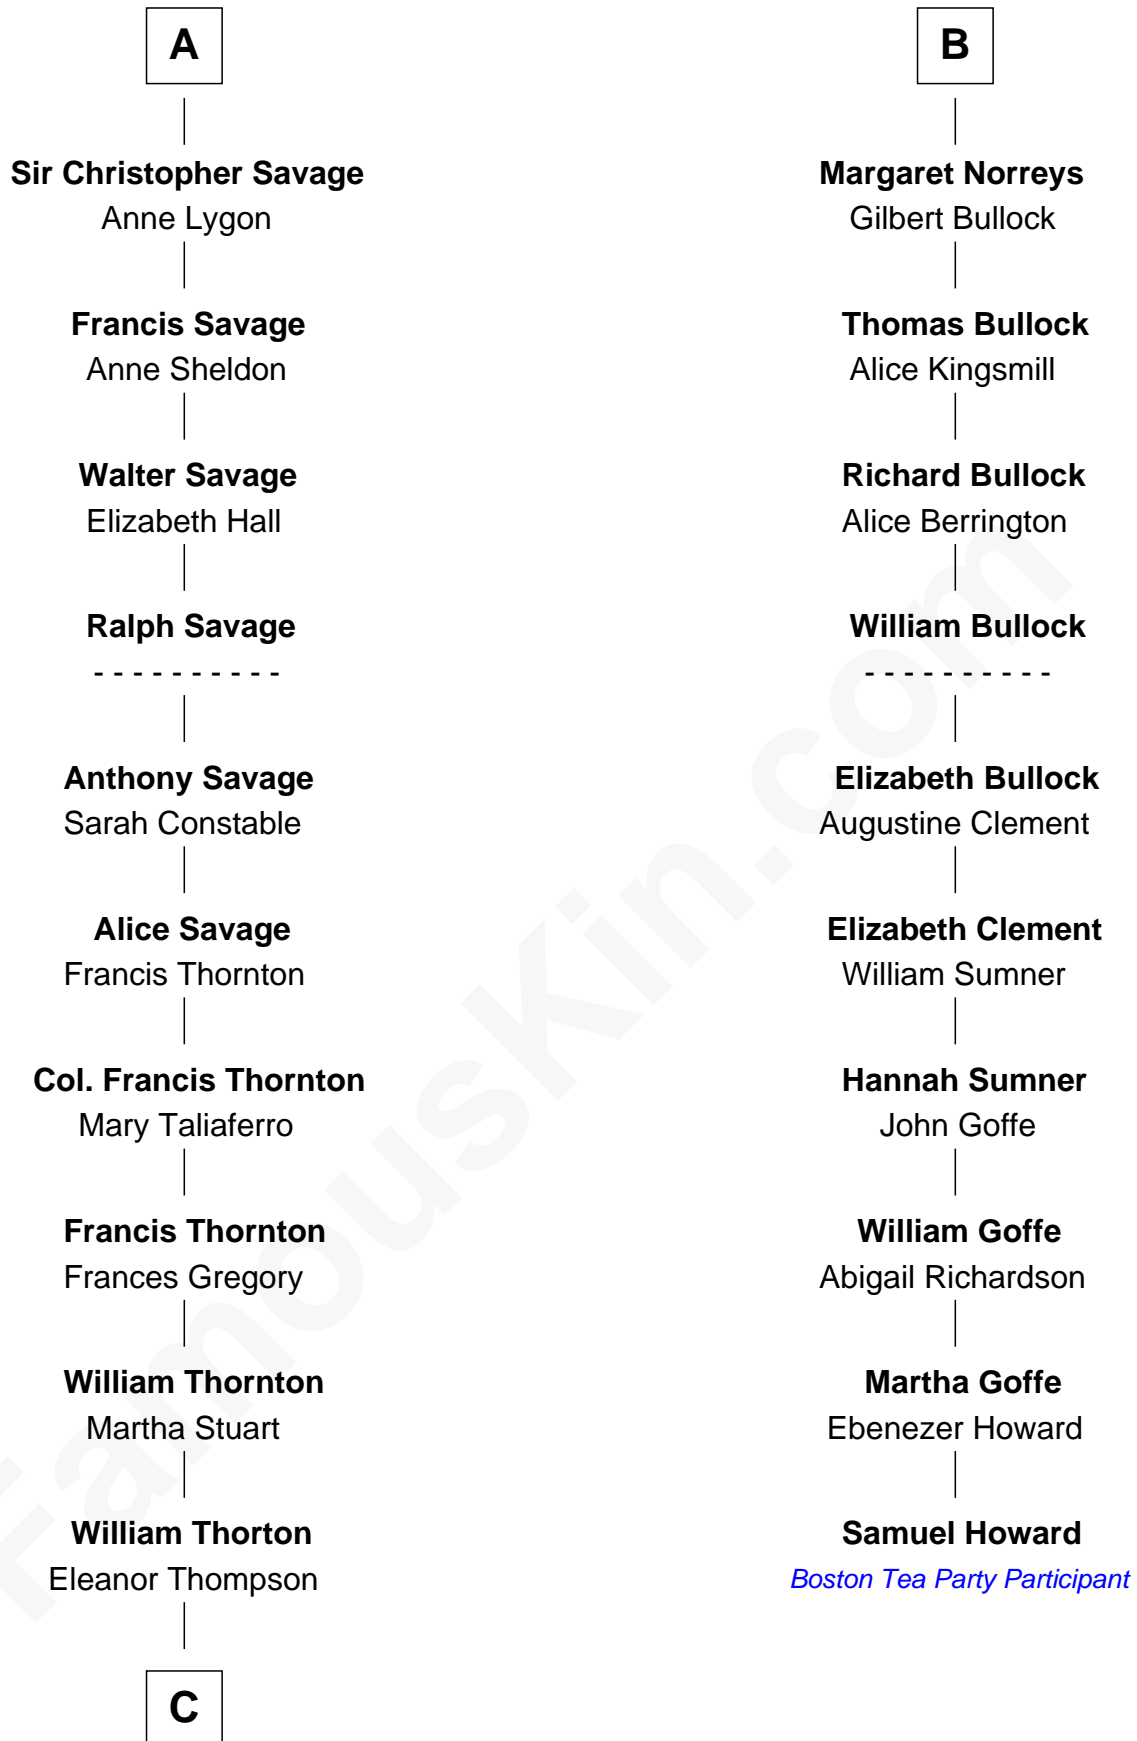 A
Sir Christopher Savage
Anne Lygon
Francis Savage
Anne Sheldon
Walter Savage
Elizabeth Hall
Ralph Savage
- - - - - - - - - -
Anthony Savage
Sarah Constable
Alice Savage
Francis Thornton
Col. Francis Thornton
Mary Taliaferro
Francis Thornton
Frances Gregory
William Thornton
Martha Stuart
William Thorton
Eleanor Thompson
C
B
Margaret Norreys
Gilbert Bullock
Thomas Bullock
Alice Kingsmill
Richard Bullock
Alice Berrington
William Bullock
- - - - - - - - - -
Elizabeth Bullock
Augustine Clement
Elizabeth Clement
William Sumner
Hannah Sumner
John Goffe
William Goffe
Abigail Richardson
Martha Goffe
Ebenezer Howard
Samuel Howard
Boston Tea Party Participant
FamousKin.com